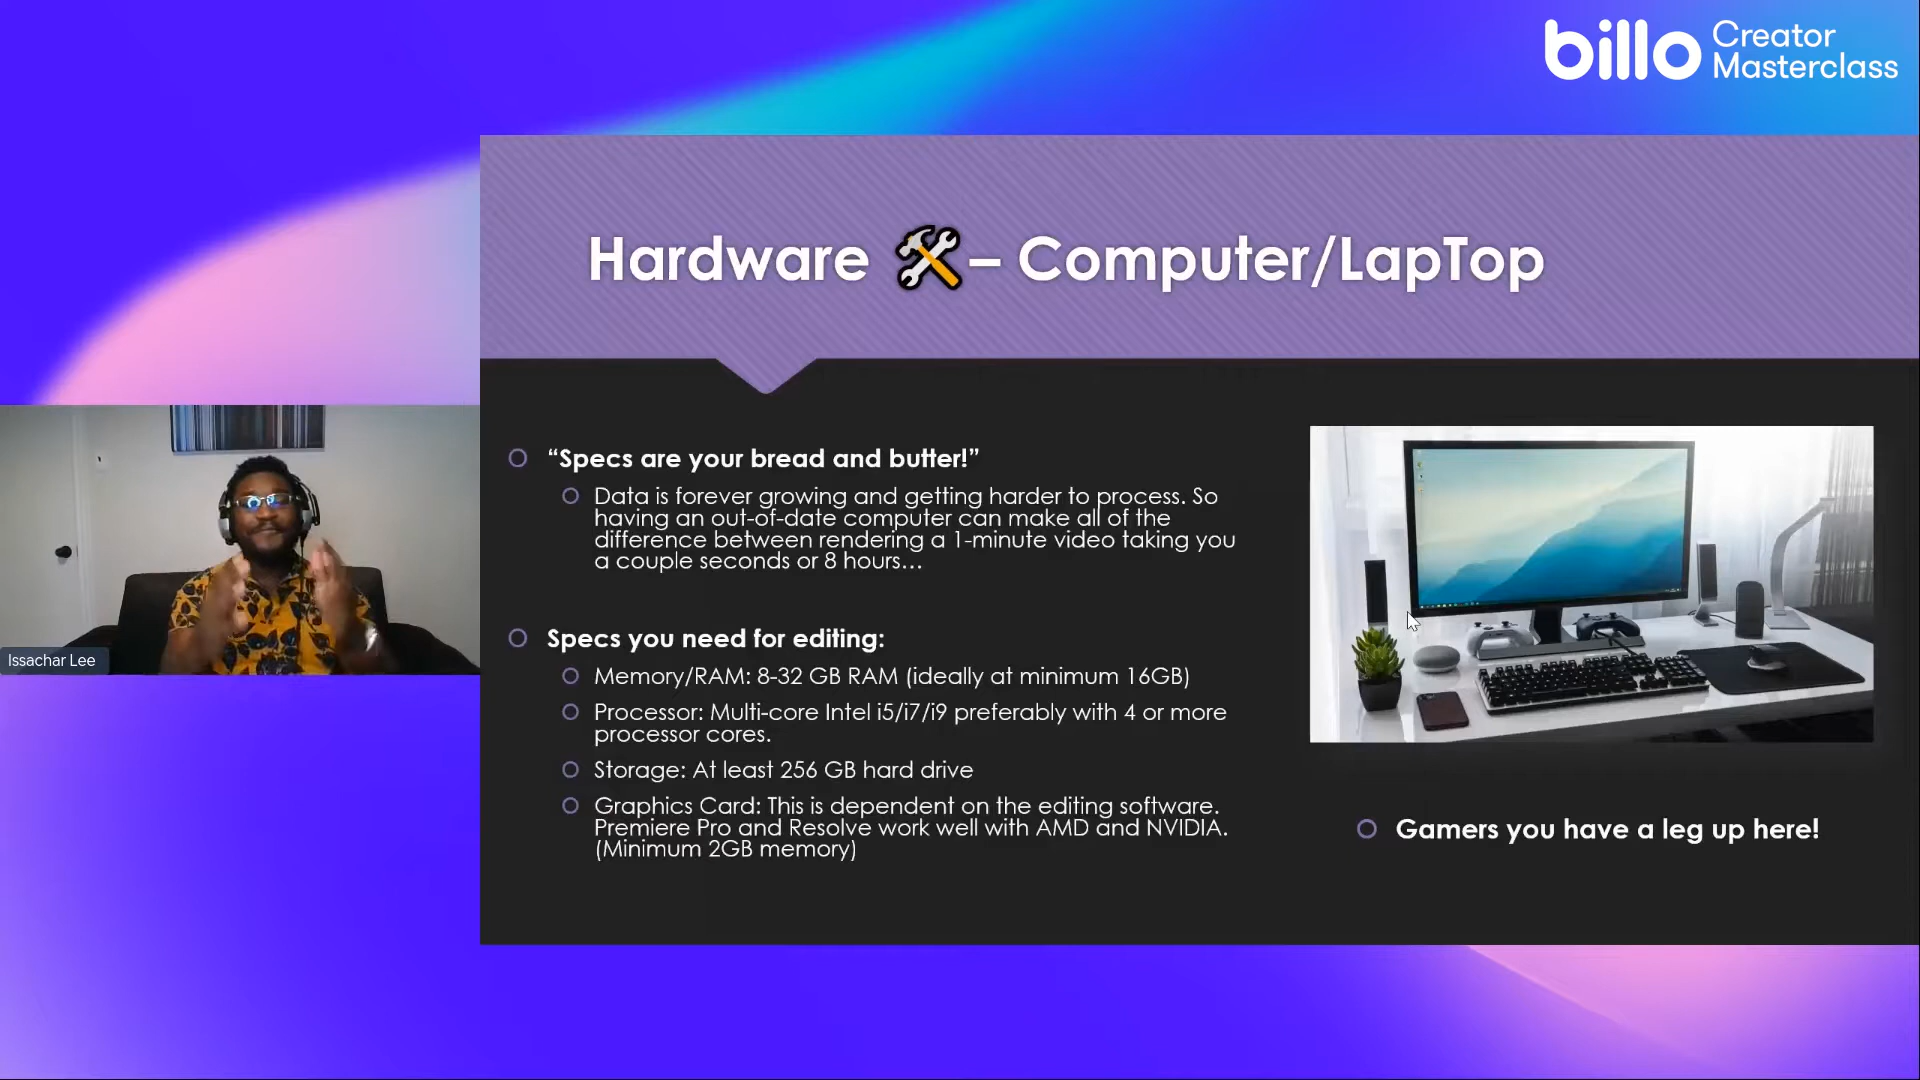 billo Creator
Masterclass
Hardware 🛠 – Computer/LapTop
“Specs are your bread and butter!”
Data is forever growing and getting harder to process. So
having an out-of-date computer can make all of the
difference between rendering a 1-minute video taking you
a couple seconds or 8 hours…
Specs you need for editing:
Memory/RAM: 8-32 GB RAM (ideally at minimum 16GB)
Processor: Multi-core Intel i5/i7/i9 preferably with 4 or more
processor cores.
Storage: At least 256 GB hard drive
Graphics Card: This is dependent on the editing software.
Premiere Pro and Resolve work well with AMD and NVIDIA.
(Minimum 2GB memory)
Gamers you have a leg up here!
Issachar Lee